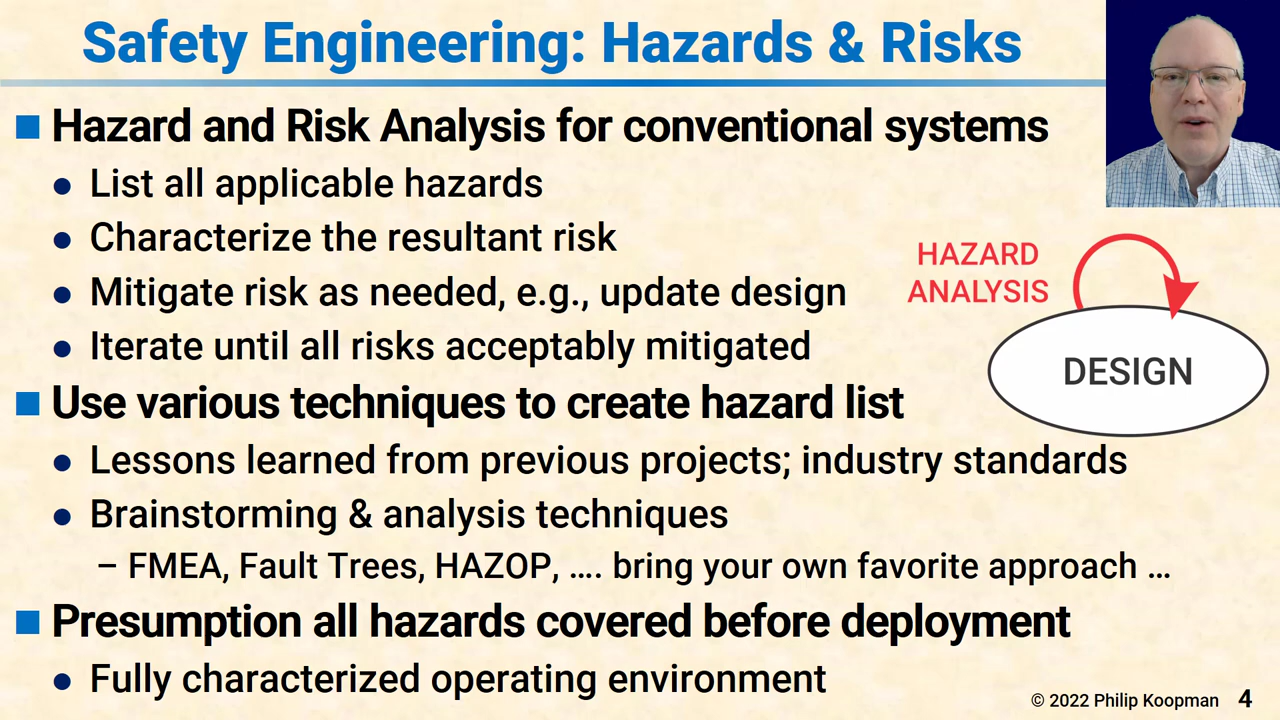 Safety Engineering: Hazards & Risks
Hazard and Risk Analysis for conventional systems
List all applicable hazards
Characterize the resultant risk
Mitigate risk as needed, e.g., update design
Iterate until all risks acceptably mitigated
HAZARD
ANALYSIS
DESIGN
Use various techniques to create hazard list
Lessons learned from previous projects; industry standards
Brainstorming & analysis techniques
– FMEA, Fault Trees, HAZOP, …. bring your own favorite approach …
Presumption all hazards covered before deployment
Fully characterized operating environment
© 2022 Philip Koopman 4